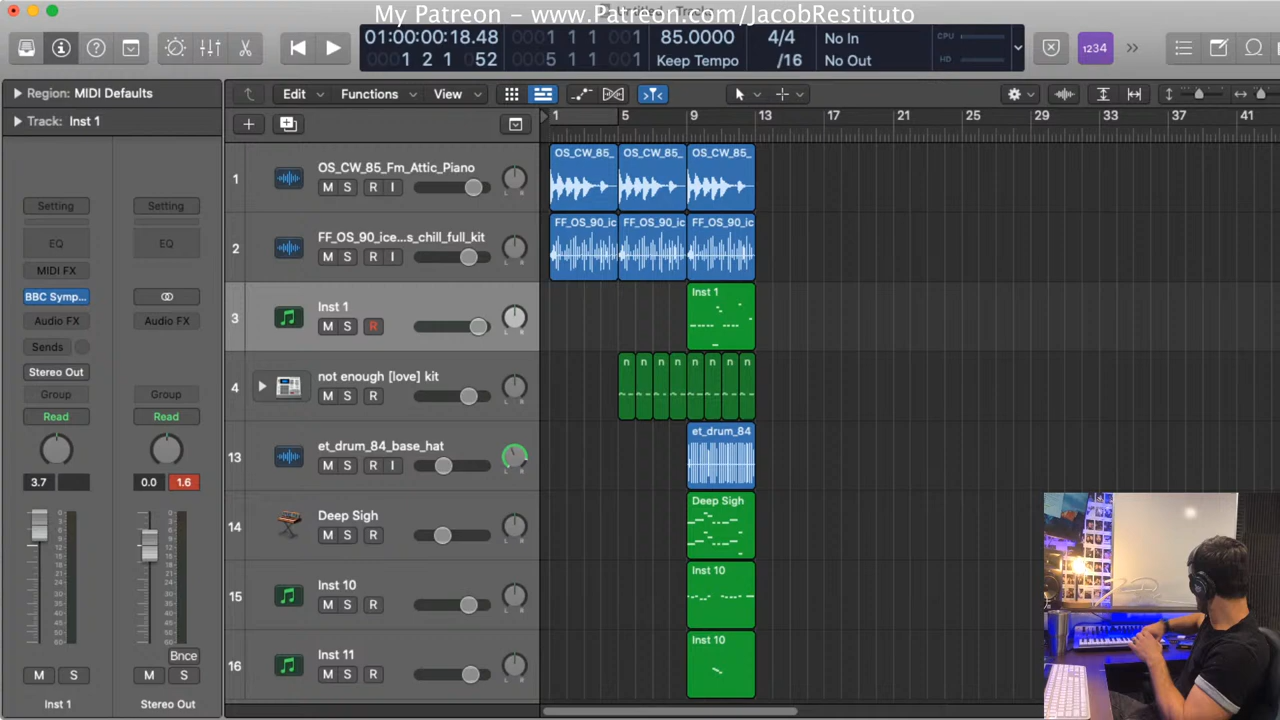 My Patreon - www.Patreon.com/JacobRestituto
01:00:00:18.48
0001 1 1 1
85.0000
4/4
No In
CPU
1 2 1 052
0005 1 1 1
Keep Tempo
/16
No Out
HD
1234
Region: MIDI Defaults
Edit
Functions
View
Track: Inst 1
1 5 9 13 17 21 25 29 33 37 41
Setting
Setting
EQ
EQ
MIDI FX
BBC Symp...
Audio FX
Audio FX
Sends
Stereo Out
Group
Group
Read
Read
3.7
0.0
1.6
Bnce
M S
M S
Inst 1
Stereo Out
1
OS_CW_85_Fm_Attic_Piano
M S R I
L R
OS_CW_85_
OS_CW_85_
OS_CW_85_
2
FF_OS_90_ice...s_chill_full_kit
M S R I
L R
FF_OS_90_ic
FF_OS_90_ic
FF_OS_90_ic
3
Inst 1
M S R
L R
Inst 1
4
not enough [love] kit
M S R
L R
n n n n n n n n
13
et_drum_84_base_hat
M S R I
L R
et_drum_84
14
Deep Sigh
M S R
L R
Deep Sigh
15
Inst 10
M S R
L R
Inst 10
16
Inst 11
M S R
L R
Inst 10